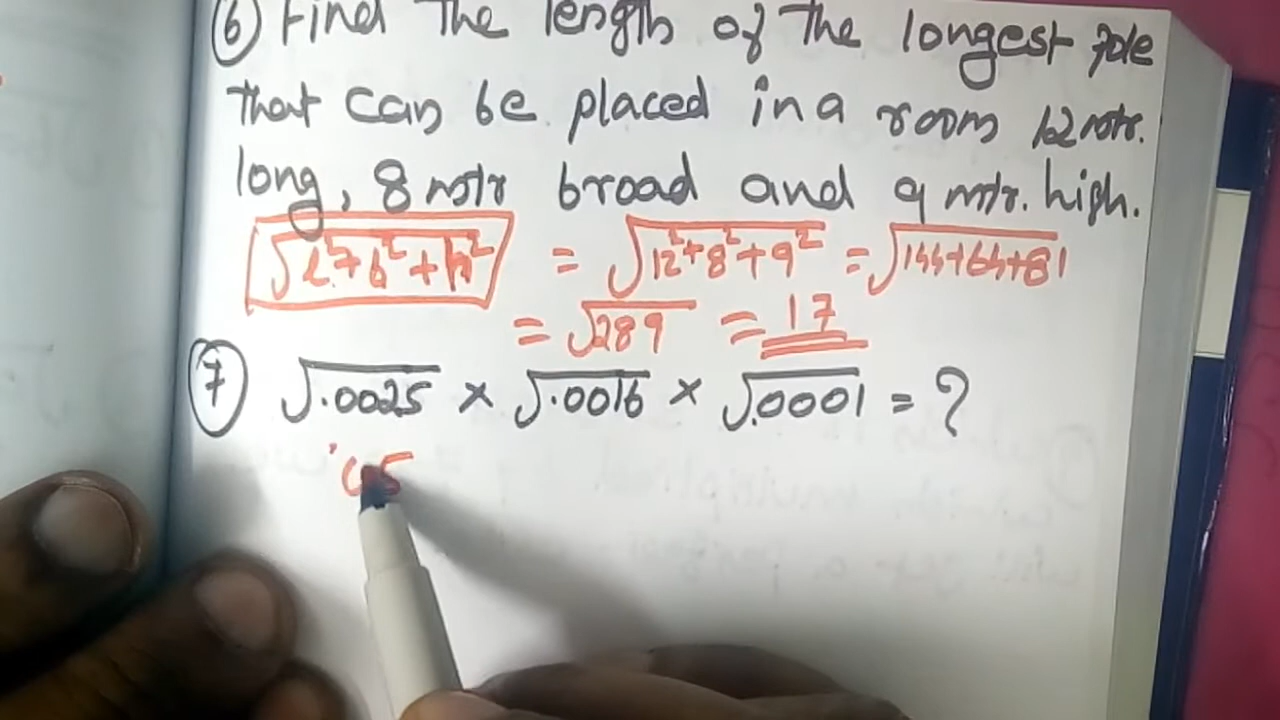 ⑥ Find The length of The longest pole
That can be placed in a room 12 mtr.
long, 8 mtr broad and 9 mtr. high.
√l²+b²+h² = √12²+8²+9² = √144+64+81
= √289 = 17
⑦ √.0025 × √.0016 × √.0001 = ?
.05